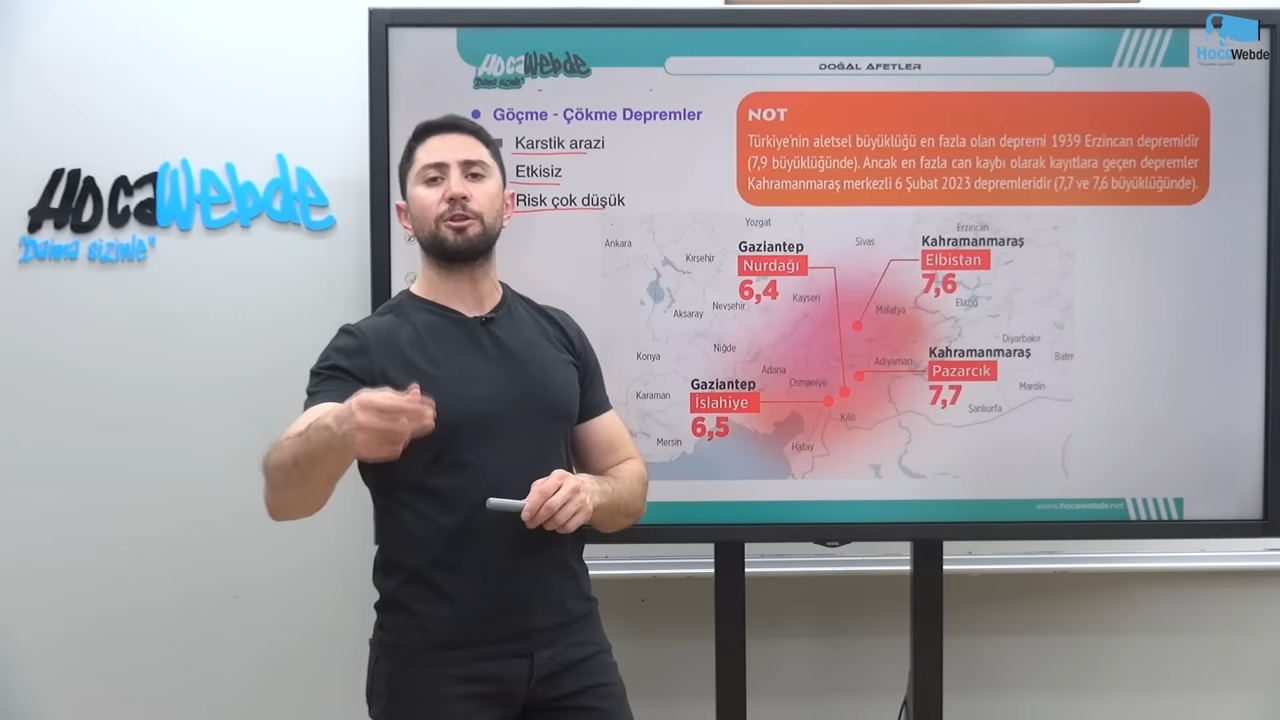 HocaWebde
"Daima sizinle"
HocaWebde
"Daima sizinle"
DOĞAL AFETLER
HocaWebde
Göçme - Çökme Depremler
Karstik arazi
Etkisiz
Risk çok düşük
NOT
Türkiye'nin aletsel büyüklüğü en fazla olan depremi 1939 Erzincan depremidir
(7,9 büyüklüğünde). Ancak en fazla can kaybı olarak kayıtlara geçen depremler
Kahramanmaraş merkezli 6 Şubat 2023 depremleridir (7,7 ve 7,6 büyüklüğünde).
Yozgat
Erzincan
Ankara
Sivas
Kırşehir
Gaziantep
Nurdağı
6,4
Kahramanmaraş
Elbistan
7,6
Kayseri
Nevşehir
Aksaray
Malatya
Elazığ
Diyarbakır
Konya
Niğde
Adana
Adıyaman
Kahramanmaraş
Pazarcık
7,7
Batm
Mardin
Karaman
Osmaniye
Gaziantep
İslahiye
6,5
Kilis
Şanlıurfa
Mersin
Hatay
www.hocawebde.net